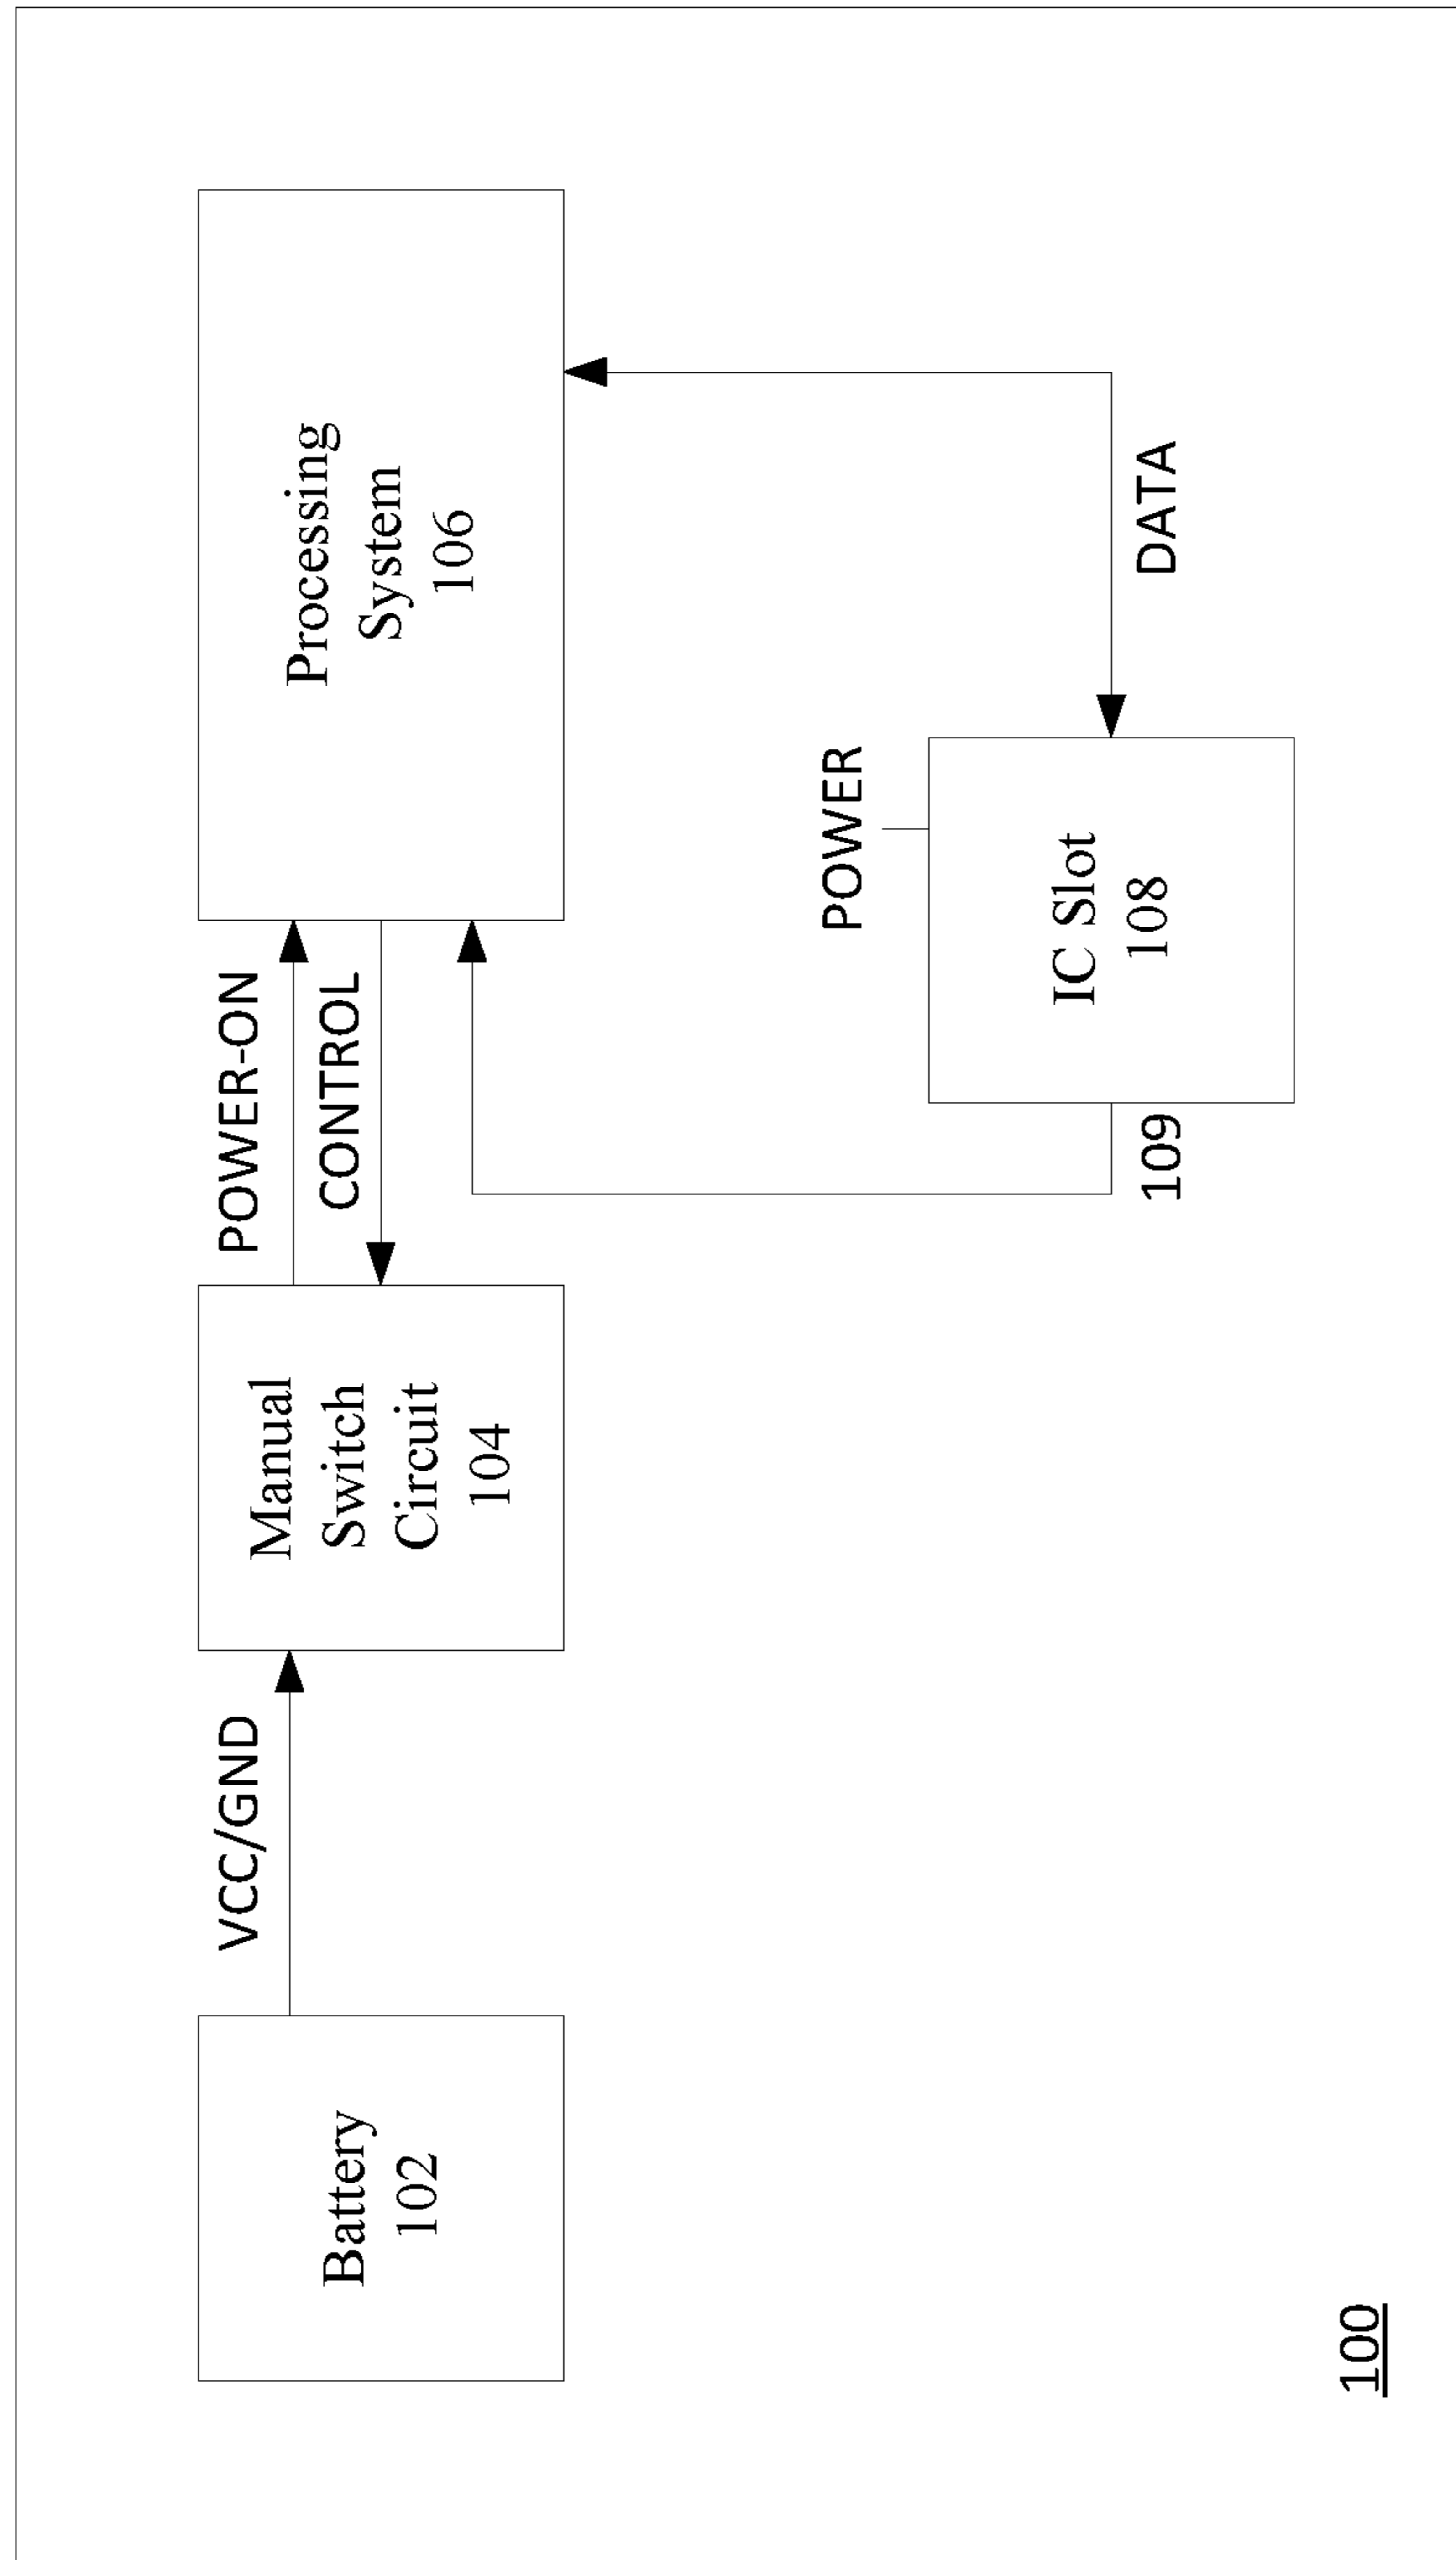 VCC/GND
POWER-ON
CONTROL
Battery
102
Manual
Switch
Circuit
104
Processing
System
106
POWER
IC Slot
108
109
DATA
100